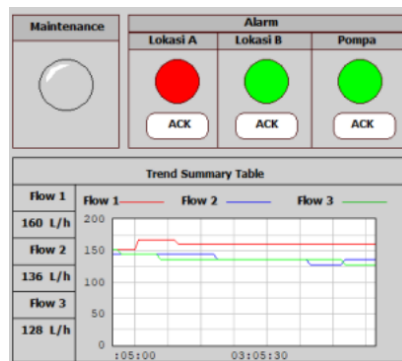 Maintenance
Alarm
Lokasi A Lokasi B Pompa
ACK ACK ACK
Trend Summary Table
Flow 1
160 L/h
Flow 2
136 L/h
Flow 3
128 L/h
Flow 1 Flow 2 Flow 3
200
150
100
50
0
:05:00 03:05:30